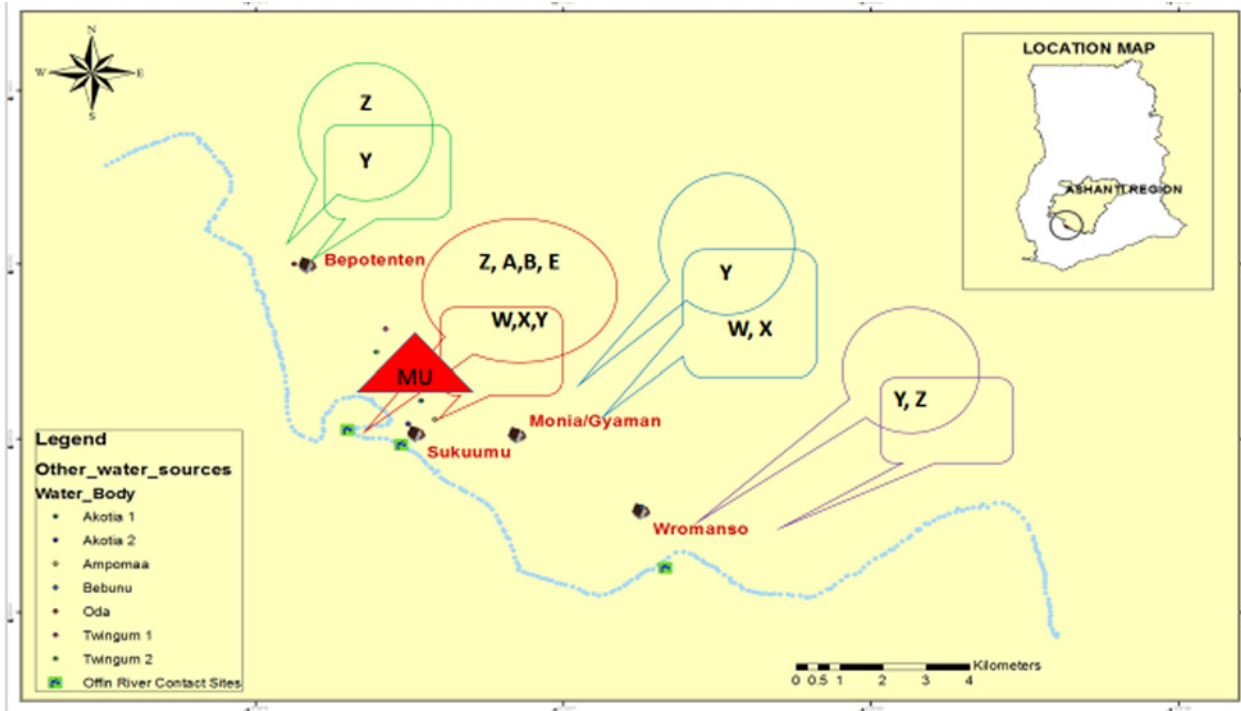 N
W
E
S
LOCATION MAP
ASHANTI REGION
Z
Y
Bepotenten
Z, A,B, E
W,X,Y
Y
W, X
MU
Y, Z
Monia/Gyaman
Sukuumu
Wromanso
Legend
Other_water_sources
Water_Body
Akotia 1
Akotia 2
Ampomaa
Bebunu
Oda
Twingum 1
Twingum 2
Offin River Contact Sites
Kilometers
0 0.5 1 2 3 4